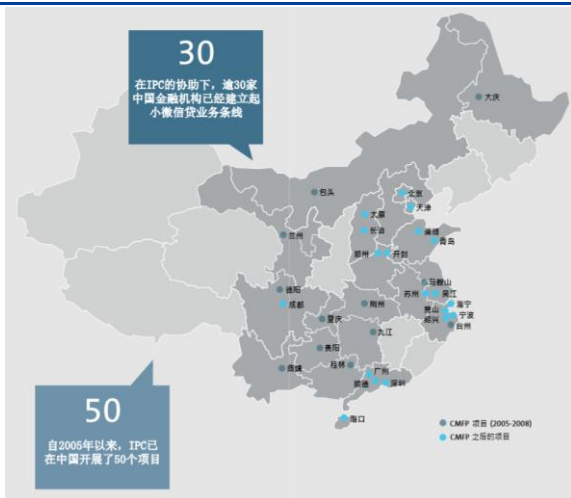 30
在IPC的协助下，逾30家
中国金融机构已经建立起
小微信贷业务条线
大庆
包头
北京
天津
太原
长治
淄博
青岛
兰州
郑州
开封
德阳
成都
马鞍山
苏州
吴江
海宁
萧山
宁波
绍兴
台州
荆州
重庆
九江
贵阳
桂林
曲靖
广州
顺德
深圳
海口
50
自2005年以来，IPC已
在中国开展了50个项目
CMFP 项目 (2005-2008)
CMFP 之后的项目